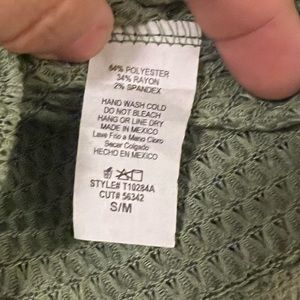 64% POLYESTER
34% RAYON
2% SPANDEX
HAND WASH COLD
DO NOT BLEACH
HANG OR LINE DRY
MADE IN MEXICO
Lave Frio a Mano Cloro
Secar Colgado
HECHO EN MEXICO
STYLE# T10284A
CUT# 56342
S/M